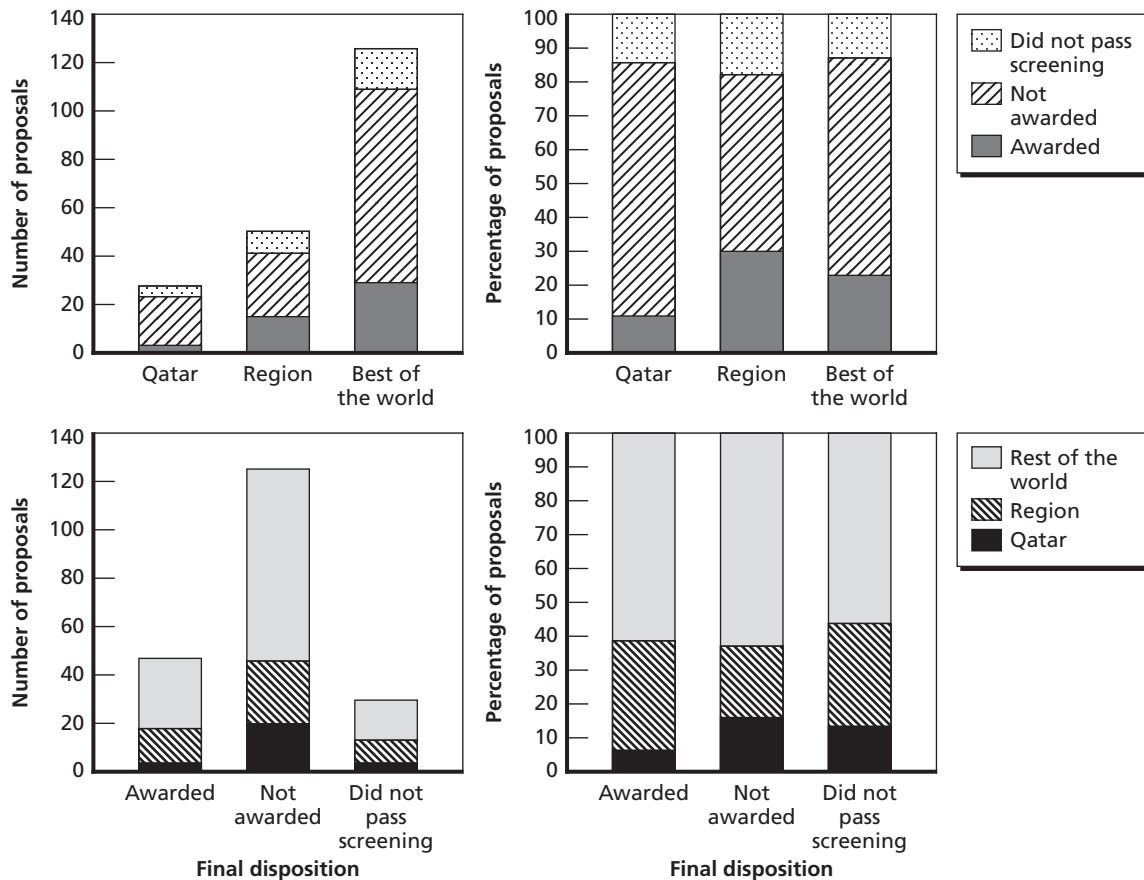 Number of proposals
140
120
100
80
60
40
20
0
Qatar
Region
Best of
the world
Percentage of proposals
100
90
80
70
60
50
40
30
20
10
0
Qatar
Region
Best of
the world
Did not pass
screening
Not
awarded
Awarded
Number of proposals
140
120
100
80
60
40
20
0
Awarded
Not
awarded
Did not
pass
screening
Final disposition
Percentage of proposals
100
90
80
70
60
50
40
30
20
10
0
Awarded
Not
awarded
Did not
pass
screening
Final disposition
Rest of the
world
Region
Qatar